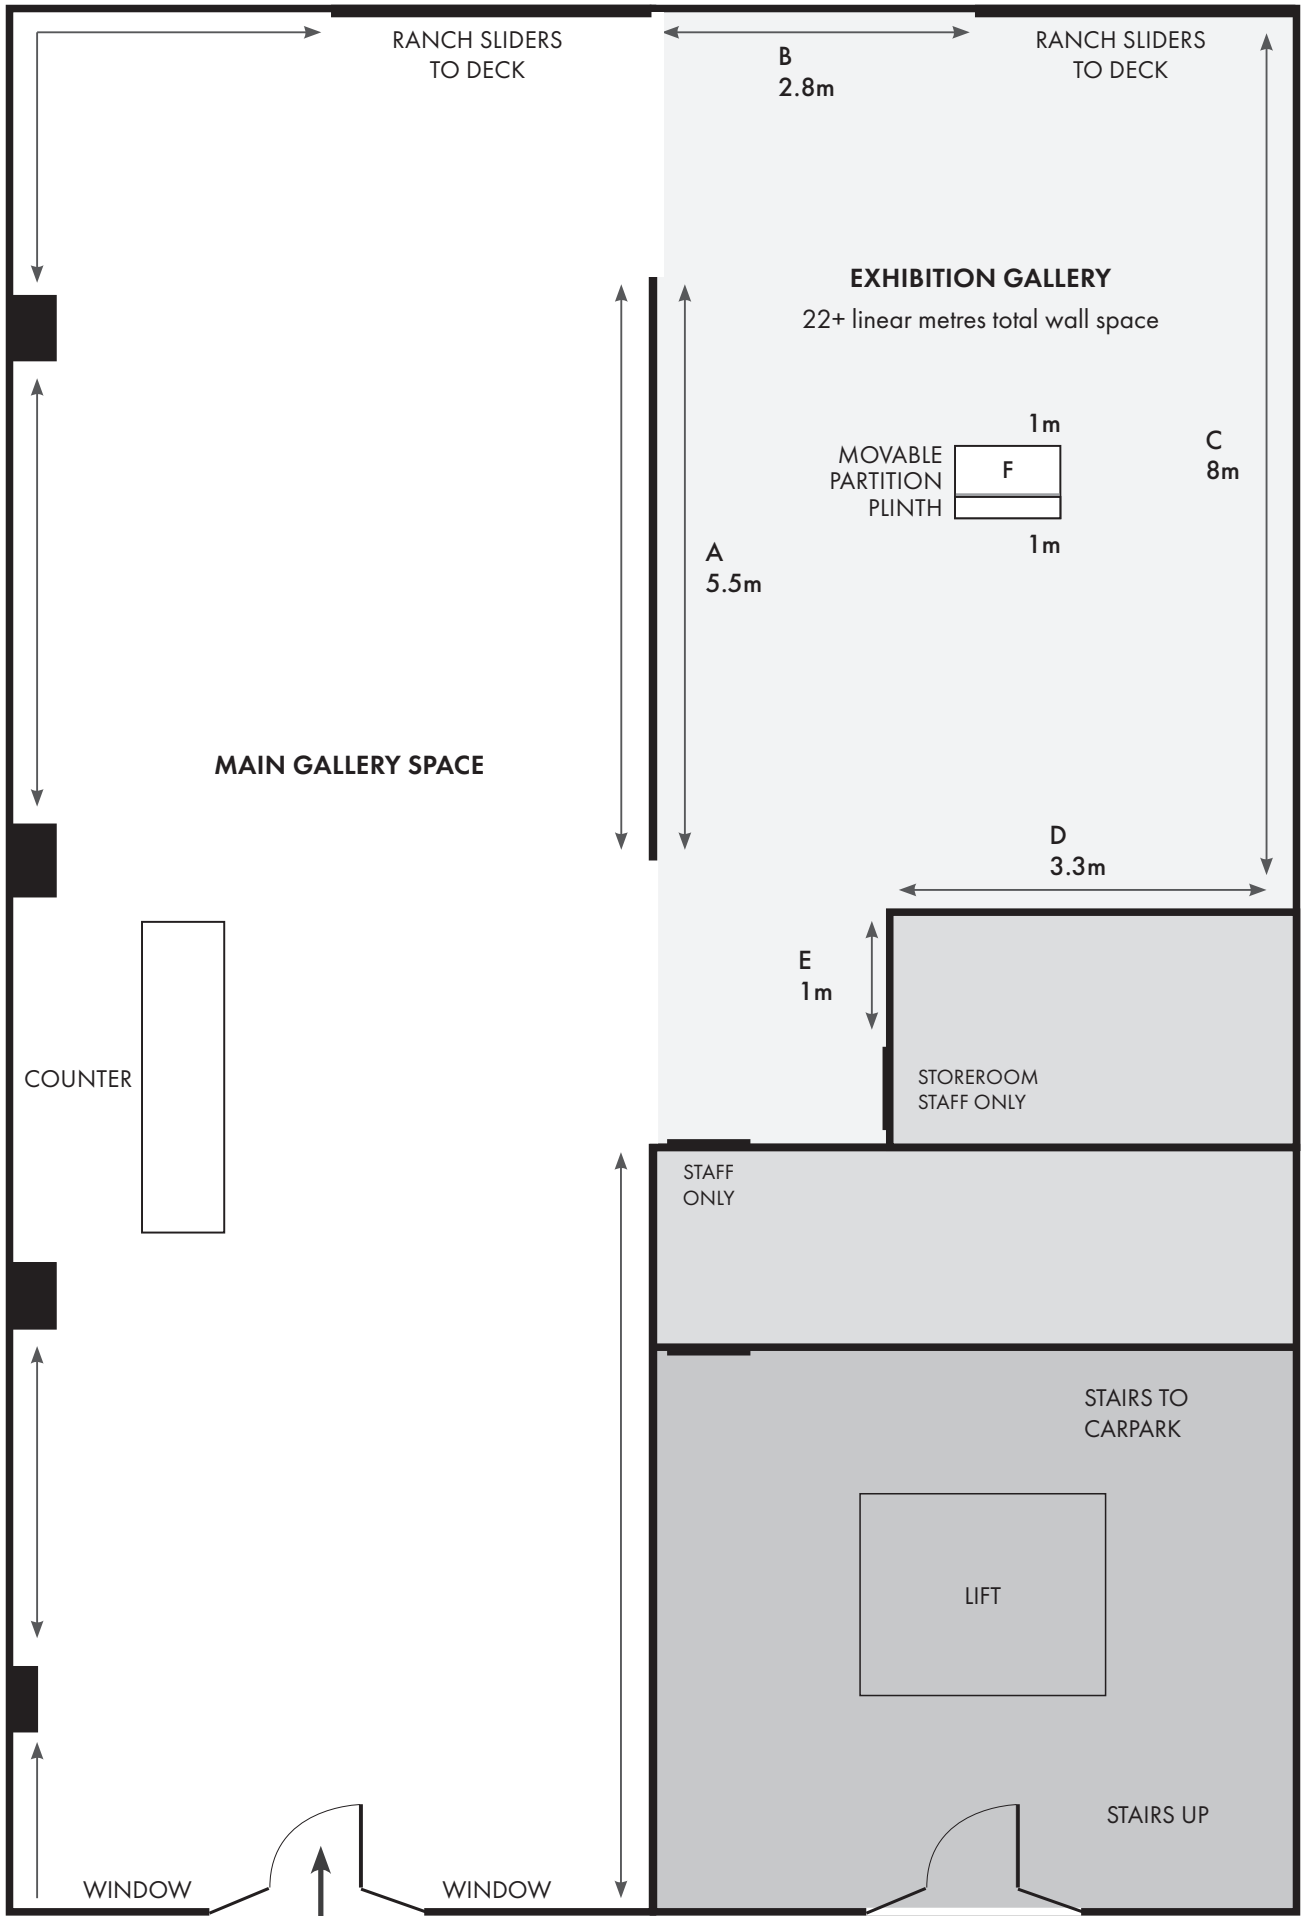 RANCH SLIDERS
TO DECK
B
2.8m
RANCH SLIDERS
TO DECK
EXHIBITION GALLERY
22+ linear metres total wall space
1m
MOVABLE
PARTITION
PLINTH
F
1m
C
8m
A
5.5m
MAIN GALLERY SPACE
D
3.3m
E
1m
COUNTER
STOREROOM
STAFF ONLY
STAFF
ONLY
STAIRS TO
CARPARK
LIFT
STAIRS UP
WINDOW
WINDOW